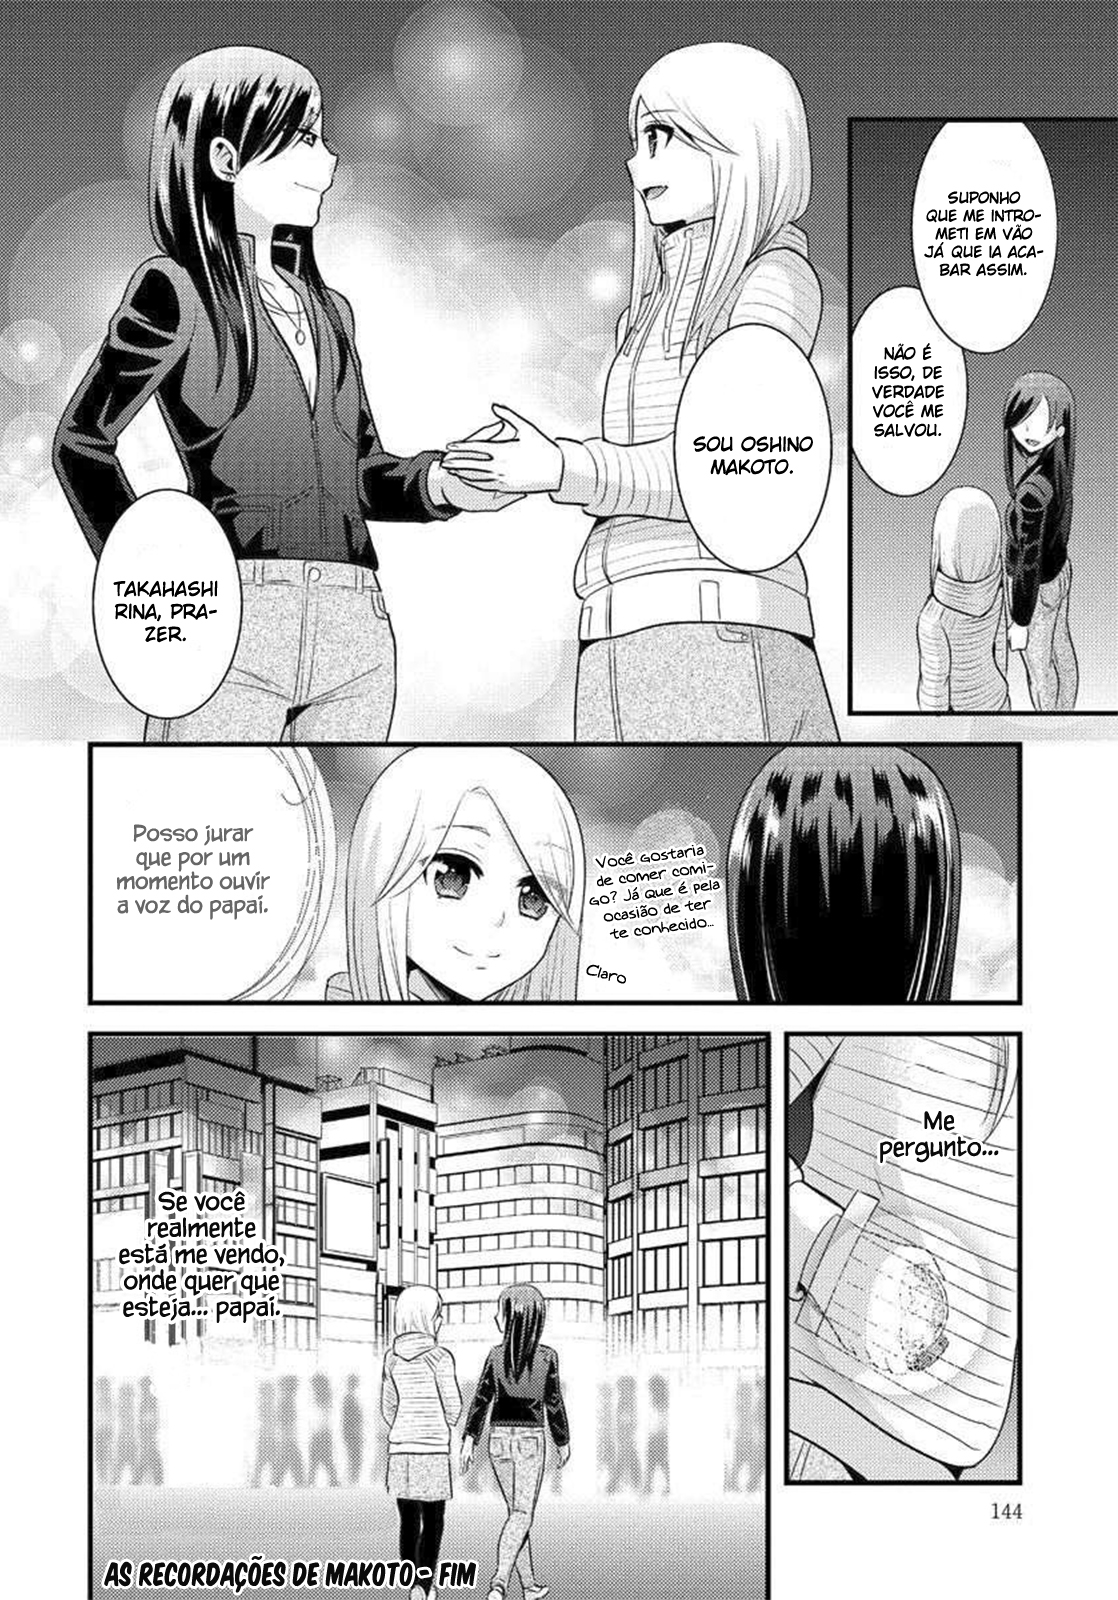 SUPONHO
QUE ME INTRO-
METI EM VÃO
JÁ QUE IA ACA-
BAR ASSIM.
NÃO É
ISSO, DE
VERDADE
VOCÊ ME
SALVOU.
SOU OSHINO
MAKOTO.
TAKAHASHI
RINA, PRA-
ZER.
Você gostaria
de comer comi-
go? Já que é pela
ocasião de ter
te conhecido...
Claro
Posso jurar
que por um
momento ouvír
a voz do papaí.
Me
pergunto...
Se você
realmente
está me vendo,
onde quer que
esteja... papaí.
144
AS RECORDAÇÕES DE MAKOTO - FIM